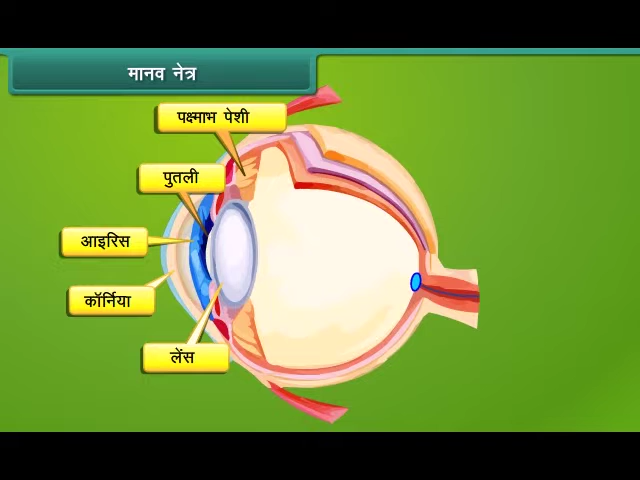 मानव नेत्र
पक्ष्माभ पेशी
पुतली
आइरिस
कॉर्निया
लेंस